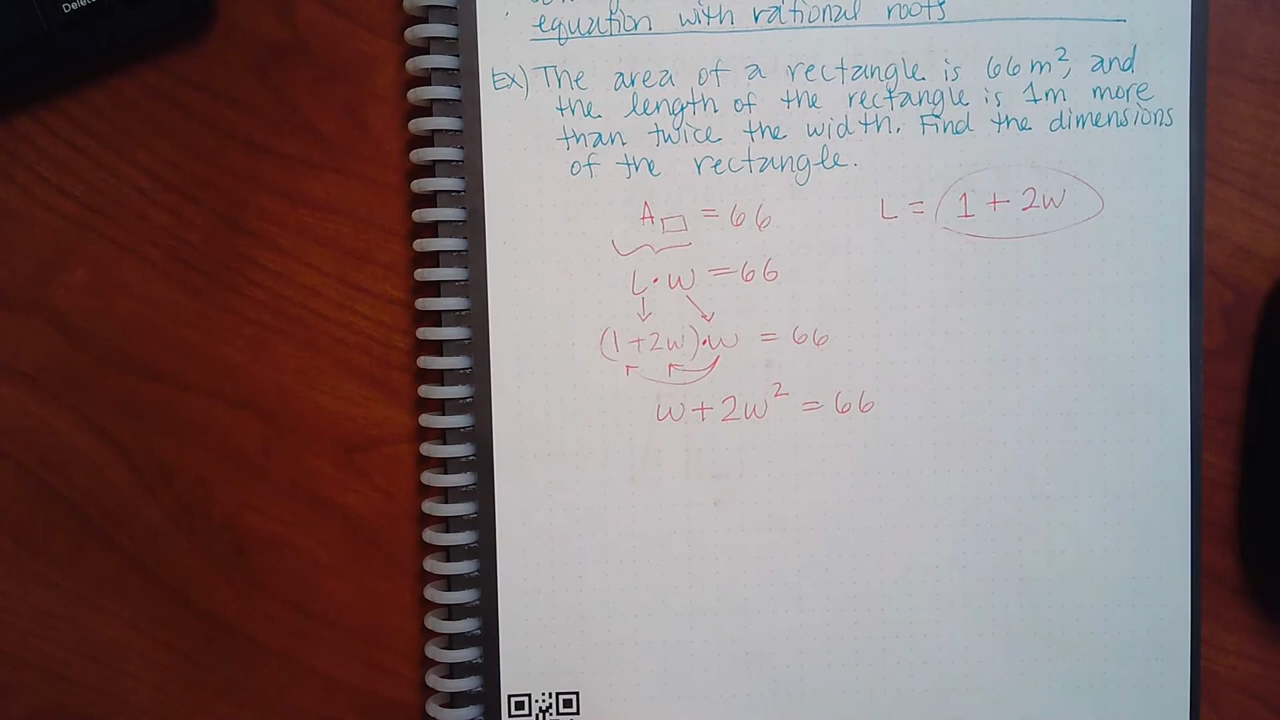 Delete
equation with rational roots
Ex) The area of a rectangle is 66m², and
the length of the rectangle is 1m more
than twice the width. Find the dimensions
of the rectangle.
A□ = 66
L = 1 + 2w
L·w = 66
(1+2w)·w = 66
w + 2w² = 66